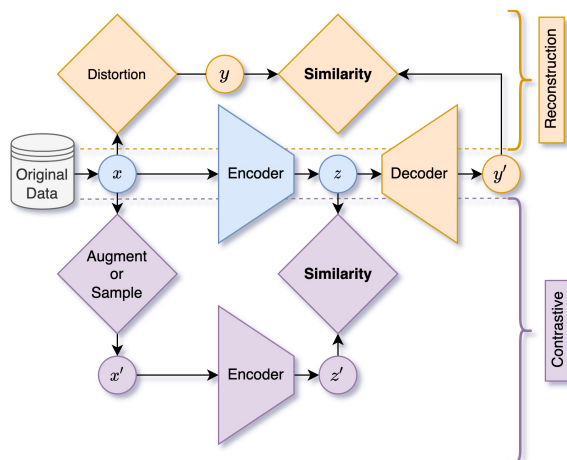 Distortion
y
Similarity
Reconstruction
Original
Data
x
Encoder
z
Decoder
y′
Augment
or
Sample
Similarity
Contrastive
x′
Encoder
z′